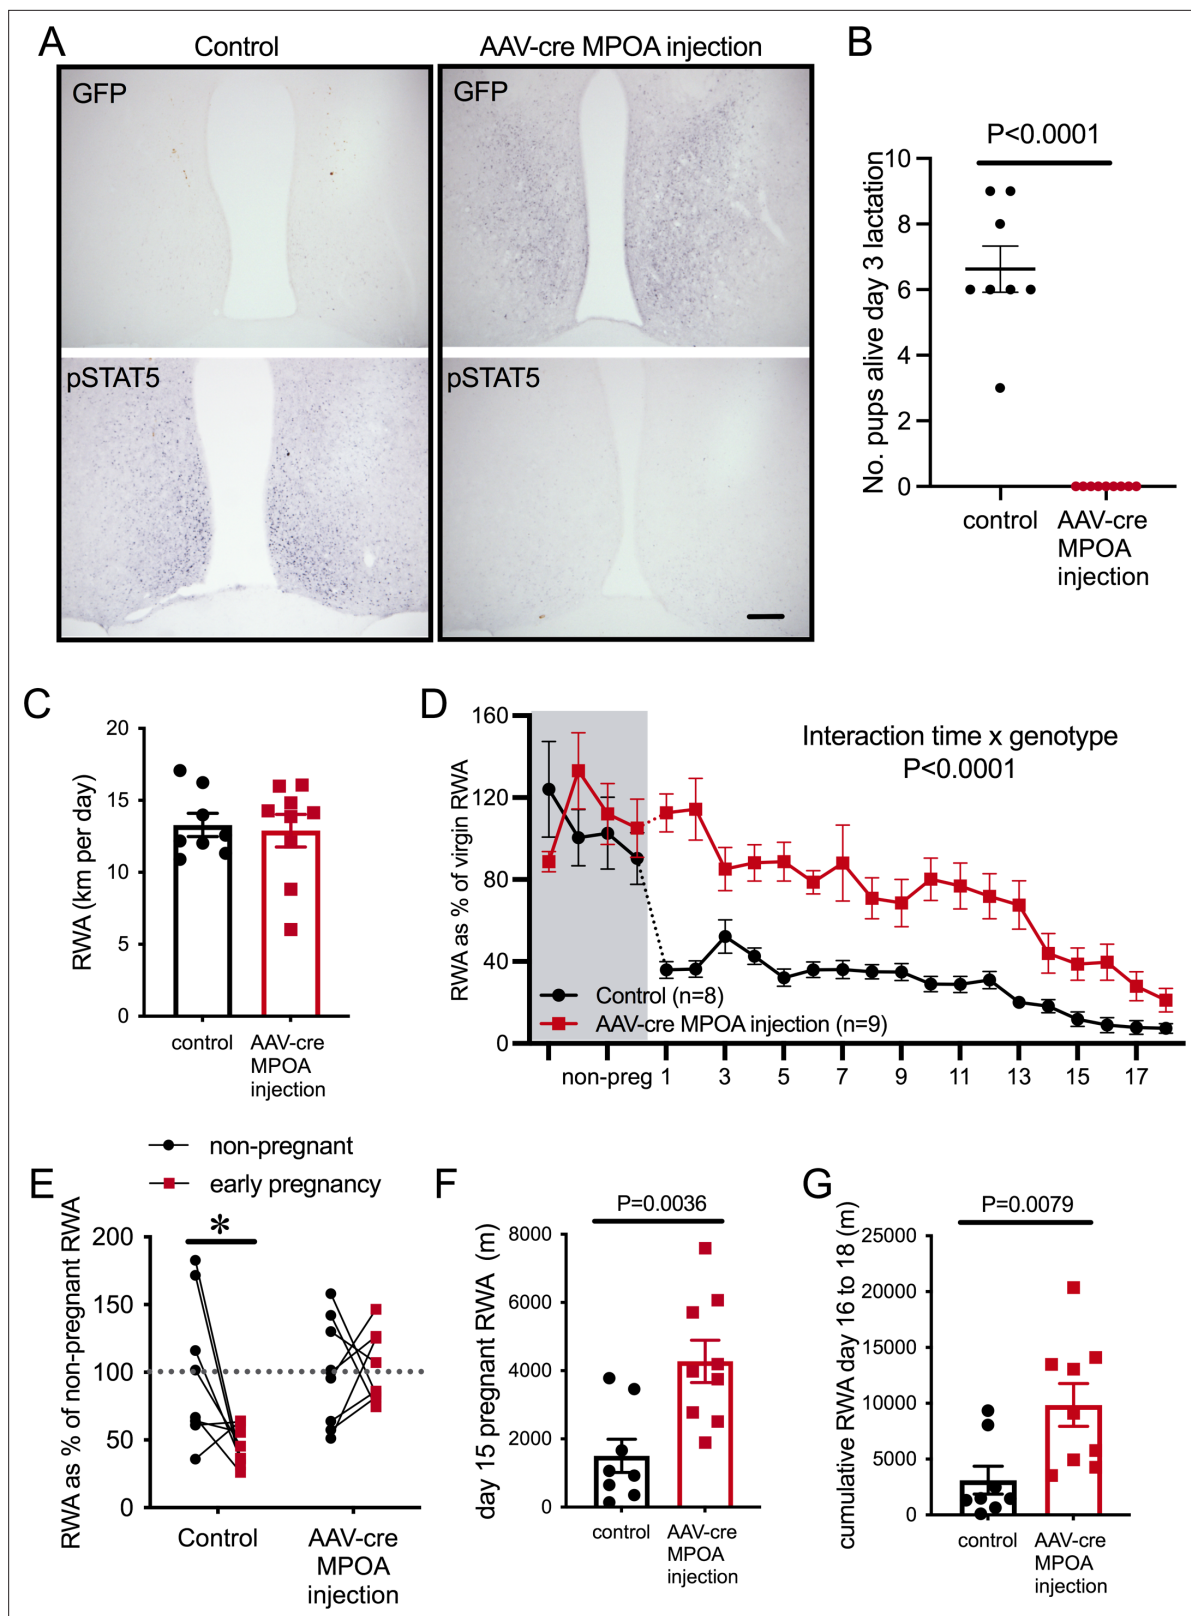 A
Control
AAV-cre MPOA injection
GFP
GFP
pSTAT5
pSTAT5
B
P<0.0001
No. pups alive day 3 lactation
10
8
6
4
2
0
control
AAV-cre
MPOA
injection
C
RWA (km per day)
20
15
10
5
0
control
AAV-cre
MPOA
injection
D
RWA as % of virgin RWA
160
120
80
40
0
Interaction time x genotype
P<0.0001
Control (n=8)
AAV-cre MPOA injection (n=9)
non-preg 1 3 5 7 9 11 13 15 17
non-pregnant
early pregnancy
E
RWA as % of non-pregnant RWA
200
150
100
50
0
*
Control
AAV-cre
MPOA
injection
F
P=0.0036
day 15 pregnant RWA (m)
8000
6000
4000
2000
0
control
AAV-cre
MPOA
injection
G
P=0.0079
cumulative RWA day 16 to 18 (m)
25000
20000
15000
10000
5000
0
control
AAV-cre
MPOA
injection